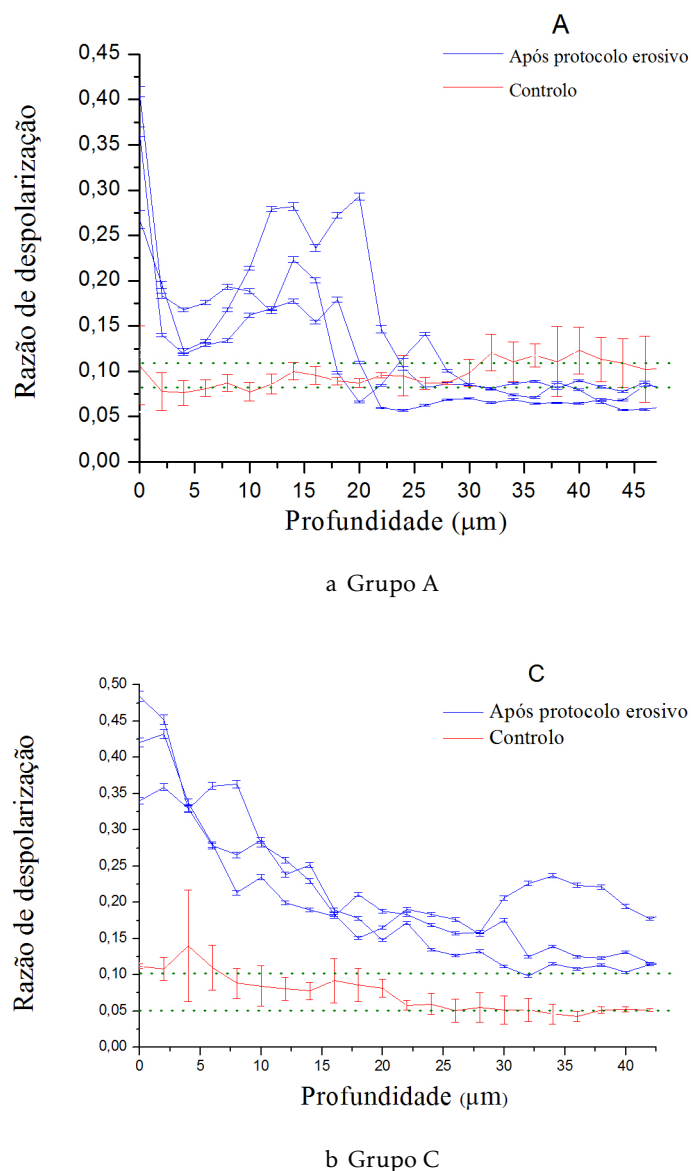 A
Após protocolo erosivo
Controlo
Razão de despolarização
0,45
0,40
0,35
0,30
0,25
0,20
0,15
0,10
0,05
0,00
0 5 10 15 20 25 30 35 40 45
Profundidade (μm)
a Grupo A
C
Após protocolo erosivo
Controlo
Razão de despolarização
0,50
0,45
0,40
0,35
0,30
0,25
0,20
0,15
0,10
0,05
0,00
0 5 10 15 20 25 30 35 40
Profundidade (μm)
b Grupo C